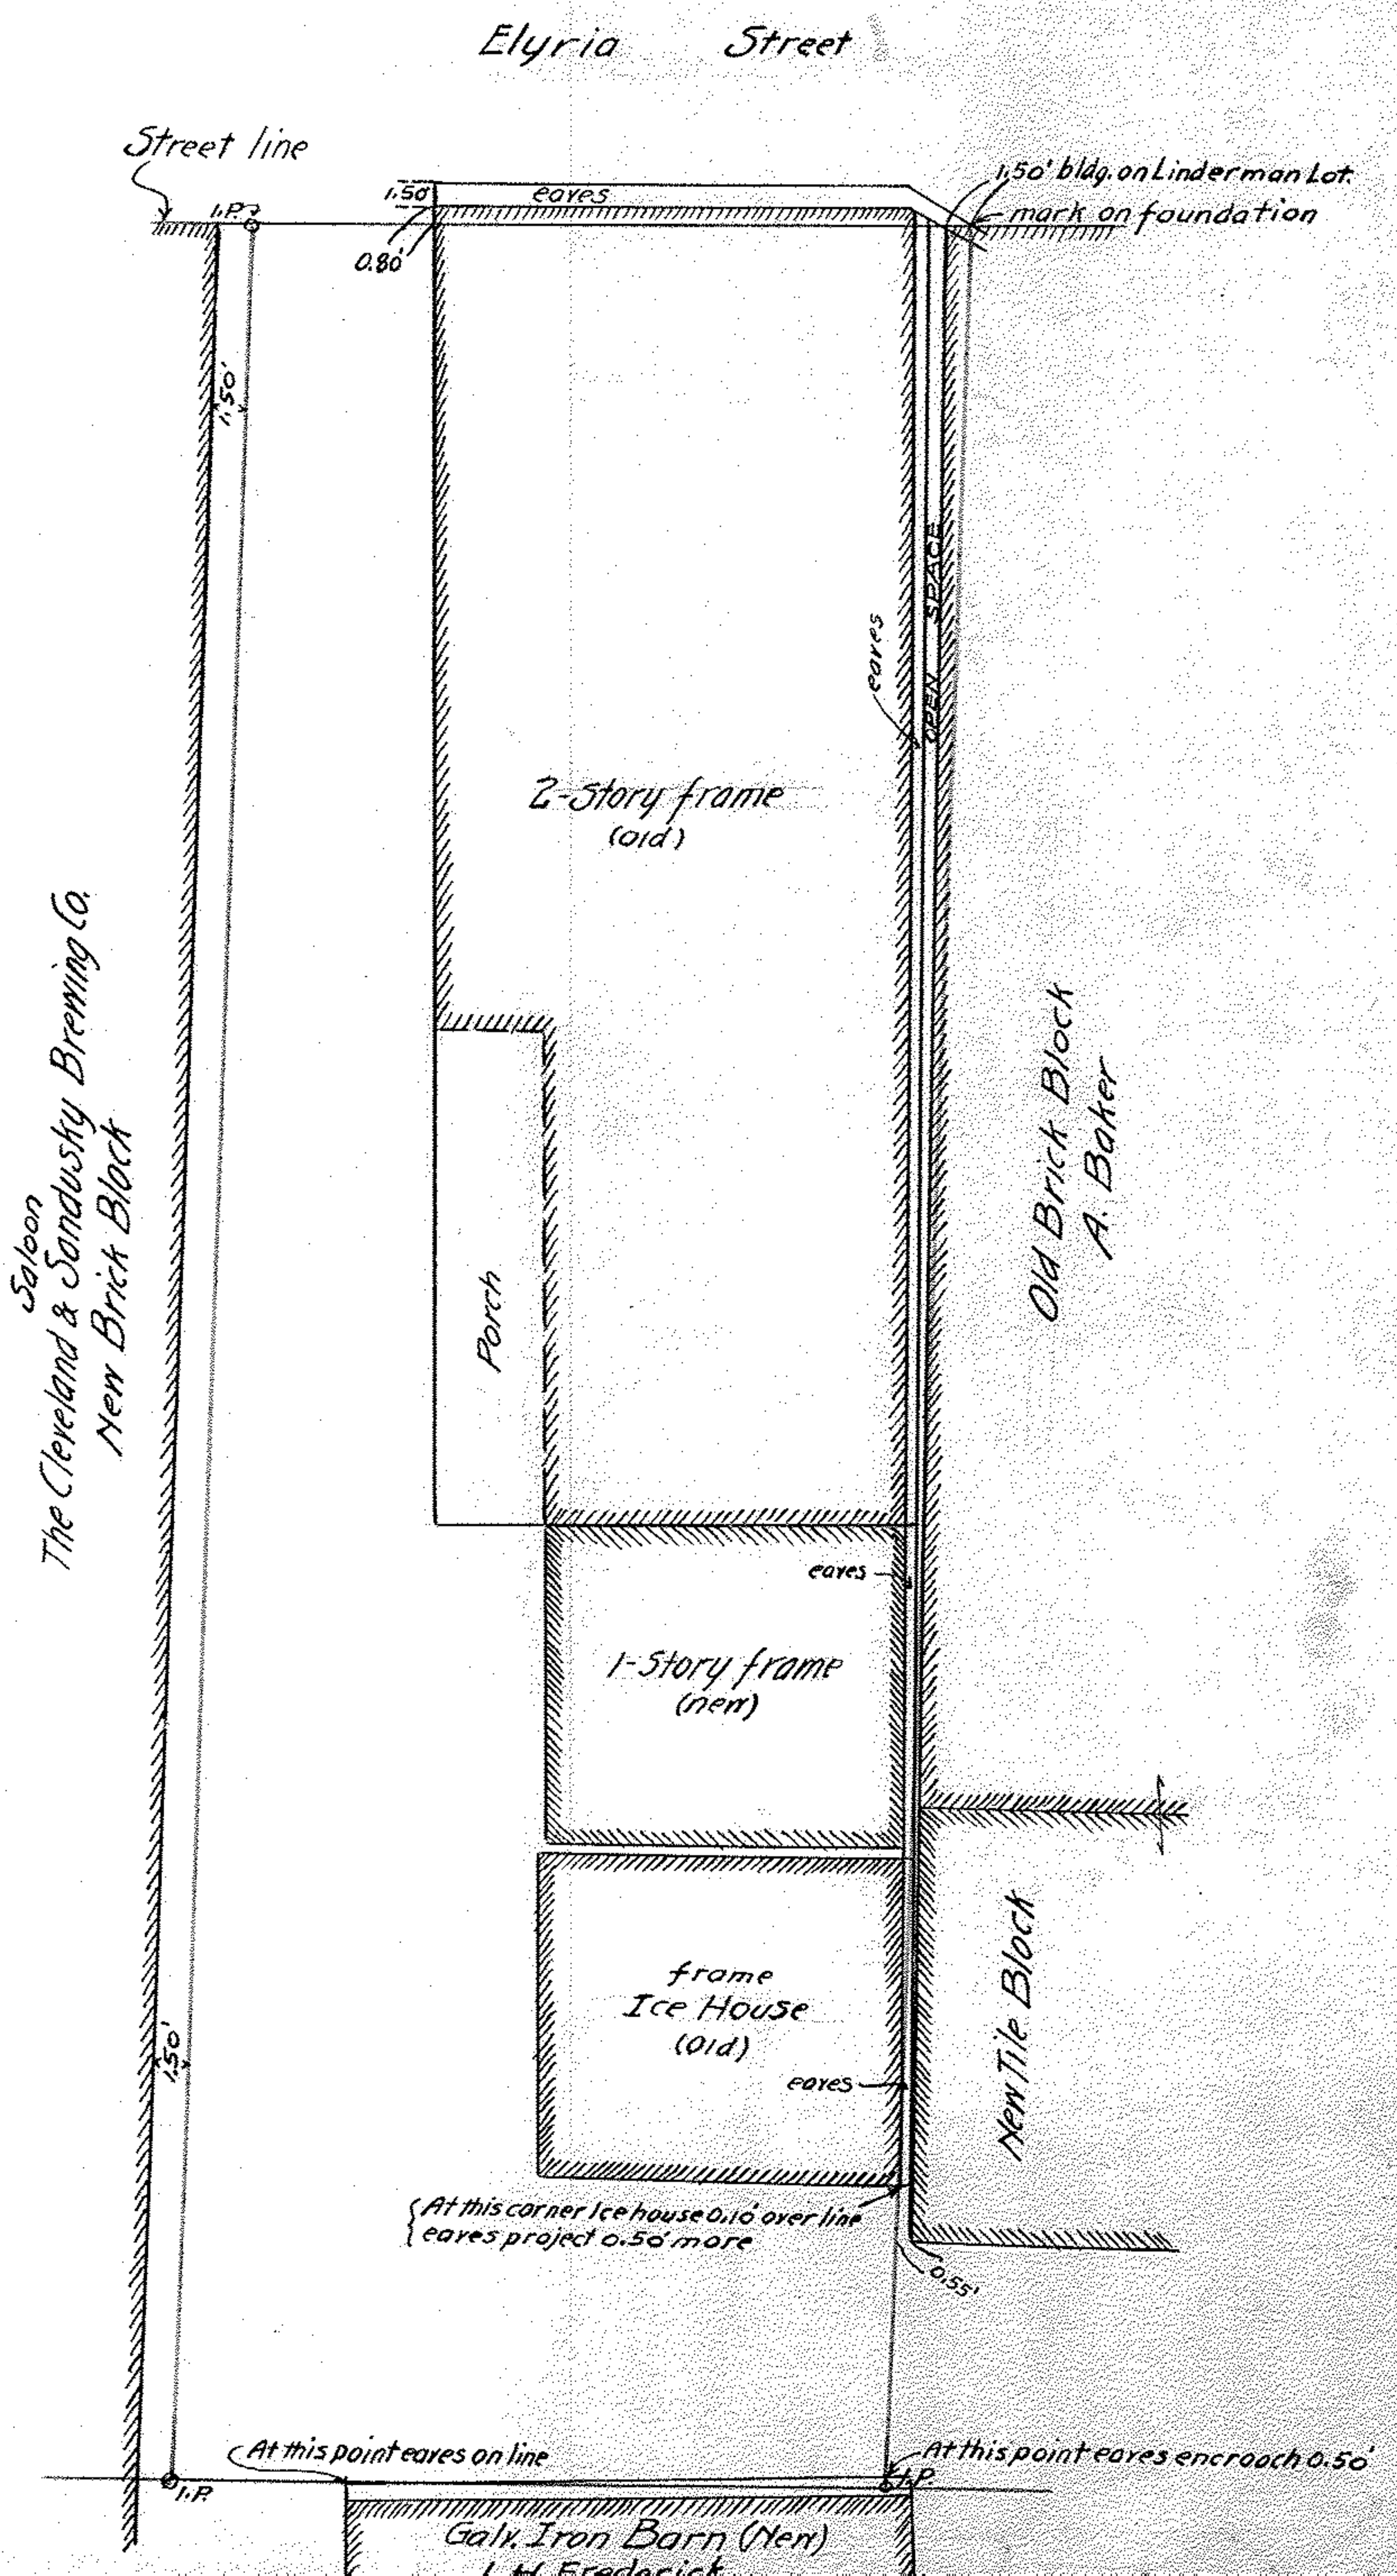 Elyria Street
Street line
I.P.
1.50'
eaves
0.80'
1.50' bldg. on Linderman Lot.
mark on foundation
1.50'
OPEN SPACE
eaves
2-Story frame
(Old)
Saloon
The Cleveland & Sandusky Brewing Co.
New Brick Block
Old Brick Block
A. Baker
Porch
eaves
1-Story frame
(new)
frame
Ice House
(Old)
eaves
New Tile Block
1.50'
At this corner Ice house 0.10' over line
eaves project 0.50' more
0.55'
At this point eaves on line
At this point eaves encroach 0.50'
I.P.
I.P.
Galv. Iron Barn (New)
L.H. Frederick